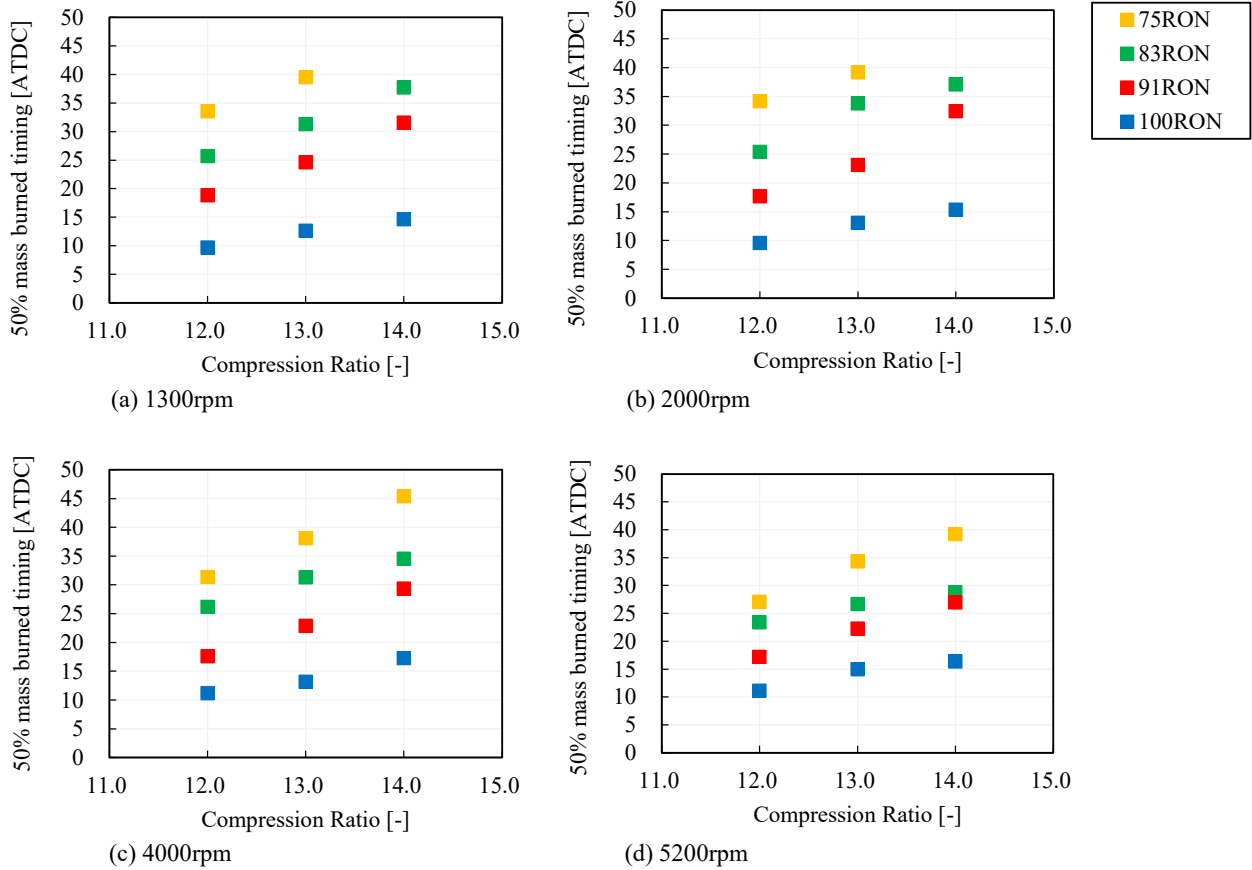 50% mass burned timing [ATDC]
50
45
40
35
30
25
20
15
10
5
0
11.0 12.0 13.0 14.0 15.0
Compression Ratio [-]
(a) 1300rpm
50% mass burned timing [ATDC]
50
45
40
35
30
25
20
15
10
5
0
11.0 12.0 13.0 14.0 15.0
Compression Ratio [-]
(b) 2000rpm
75RON
83RON
91RON
100RON
50% mass burned timing [ATDC]
50
45
40
35
30
25
20
15
10
5
0
11.0 12.0 13.0 14.0 15.0
Compression Ratio [-]
(c) 4000rpm
50% mass burned timing [ATDC]
50
45
40
35
30
25
20
15
10
5
0
11.0 12.0 13.0 14.0 15.0
Compression Ratio [-]
(d) 5200rpm